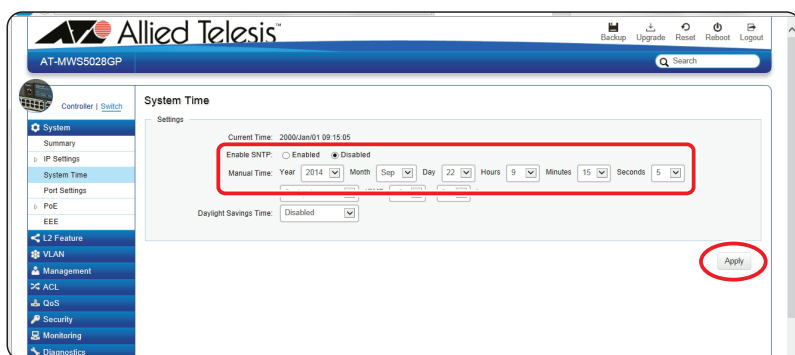 Allied Telesis™
Backup Upgrade Reset Reboot Logout
AT-MWS5028GP
Search
Controller | Switch
System Time
System
Settings
Summary
Current Time: 2000/Jan/01 09:15:05
IP Settings
Enable SNTP: Enabled Disabled
System Time
Manual Time: Year 2014 Month Sep Day 22 Hours 9 Minutes 15 Seconds 5
Port Settings
PoE
Daylight Savings Time: Disabled
EEE
L2 Feature
VLAN
Apply
Management
ACL
QoS
Security
Monitoring
Diagnostics